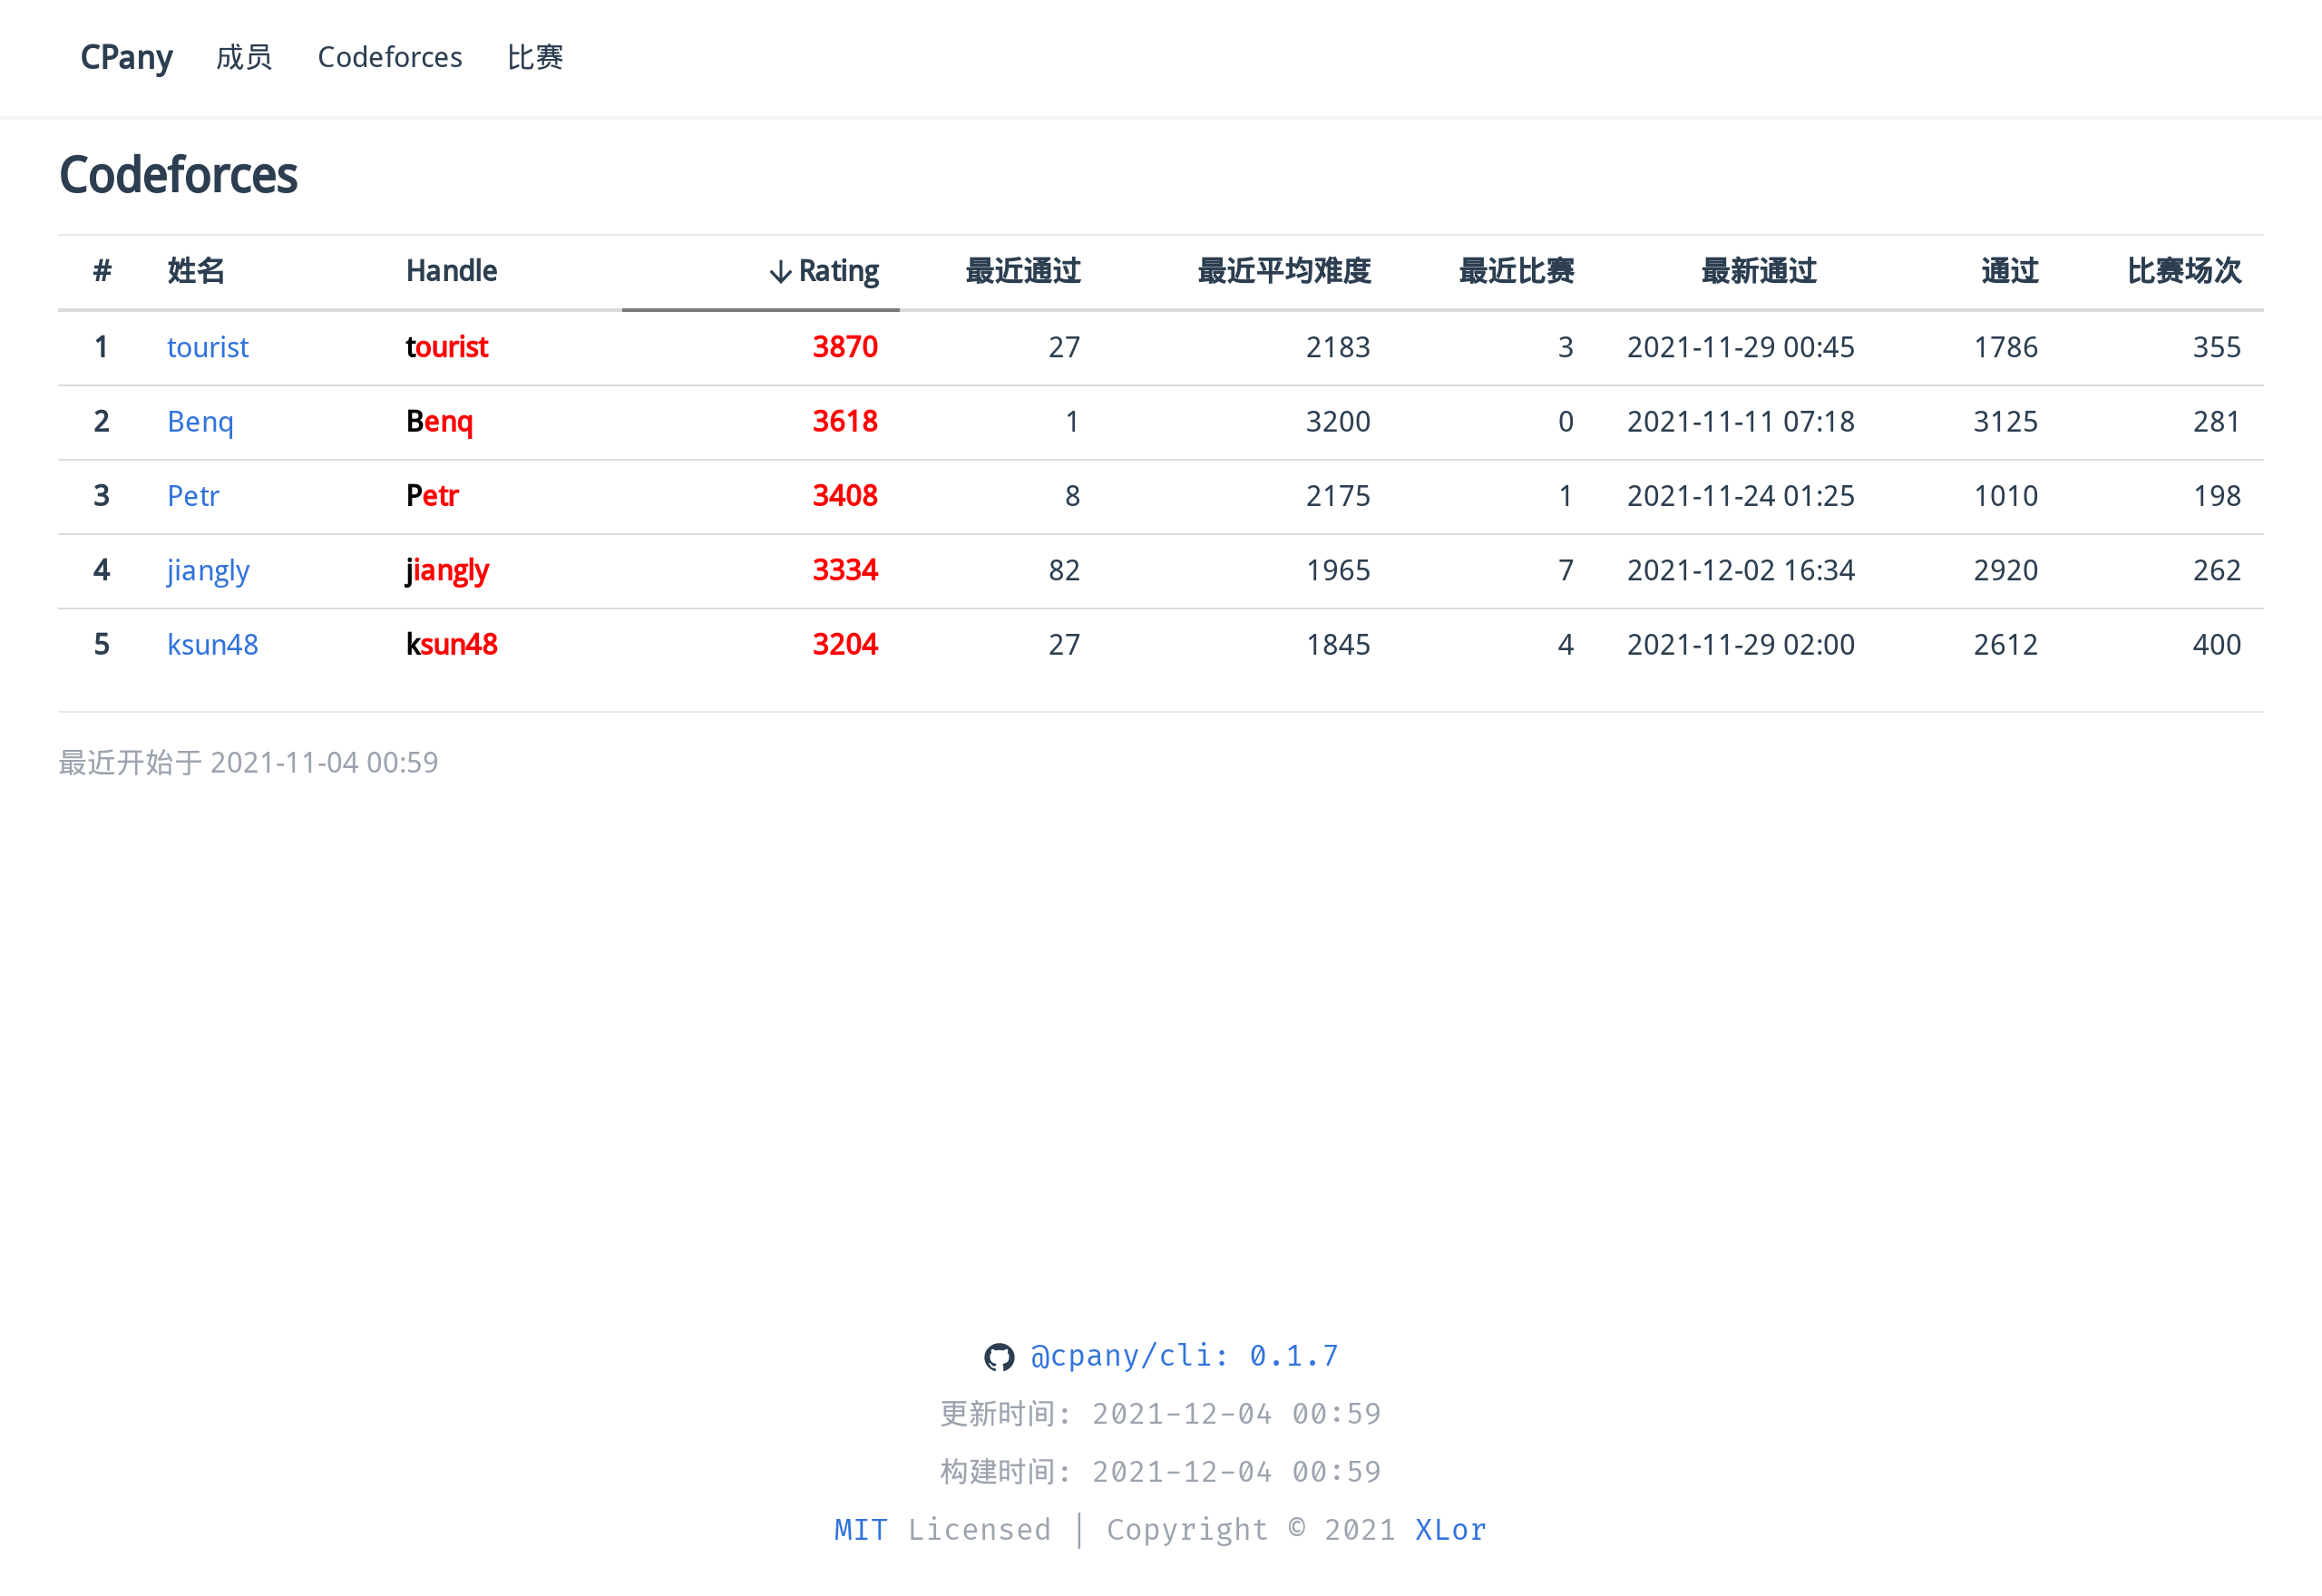 CPany 成员 Codeforces 比赛
Codeforces
# 姓名 Handle ↓ Rating 最近通过 最近平均难度 最近比赛 最新通过 通过 比赛场次
1 tourist tourist 3870 27 2183 3 2021-11-29 00:45 1786 355
2 Benq Benq 3618 1 3200 0 2021-11-11 07:18 3125 281
3 Petr Petr 3408 8 2175 1 2021-11-24 01:25 1010 198
4 jiangly jiangly 3334 82 1965 7 2021-12-02 16:34 2920 262
5 ksun48 ksun48 3204 27 1845 4 2021-11-29 02:00 2612 400
最近开始于 2021-11-04 00:59
@cpany/cli: 0.1.7
更新时间: 2021-12-04 00:59
构建时间: 2021-12-04 00:59
MIT Licensed | Copyright © 2021 XLor